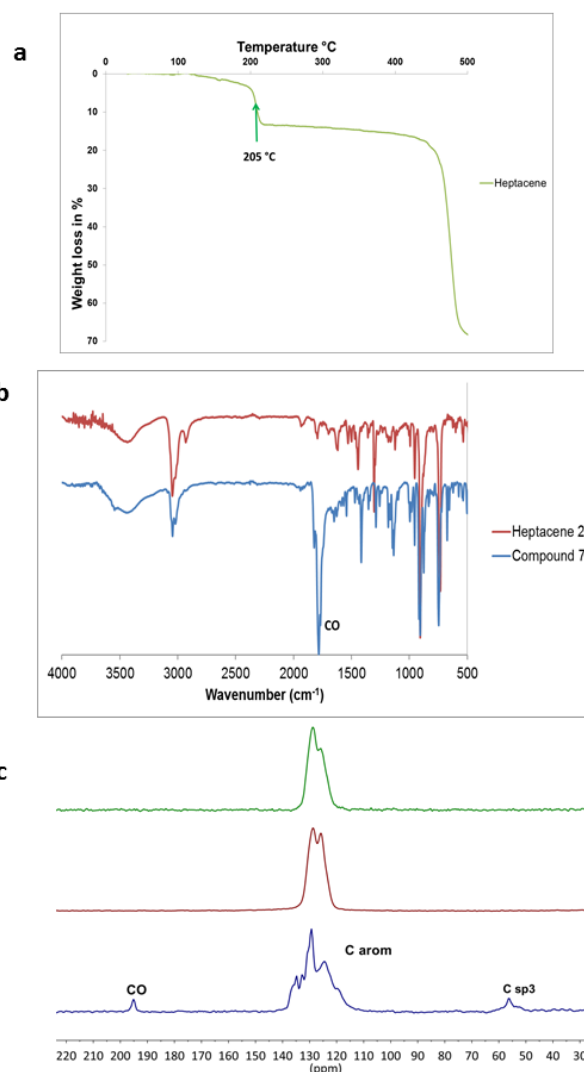 a
Temperature °C
0 100 200 300 400 500
0
10
20
30
40
50
60
70
Weight loss in %
205 °C
Heptacene
b
4000 3500 3000 2500 2000 1500 1000 500
Wavenumber (cm-1)
CO
Heptacene 2
Compound 7
c
CO
C arom
C sp3
220 210 200 190 180 170 160 150 140 130 120 110 100 90 80 70 60 50 40 30
(ppm)